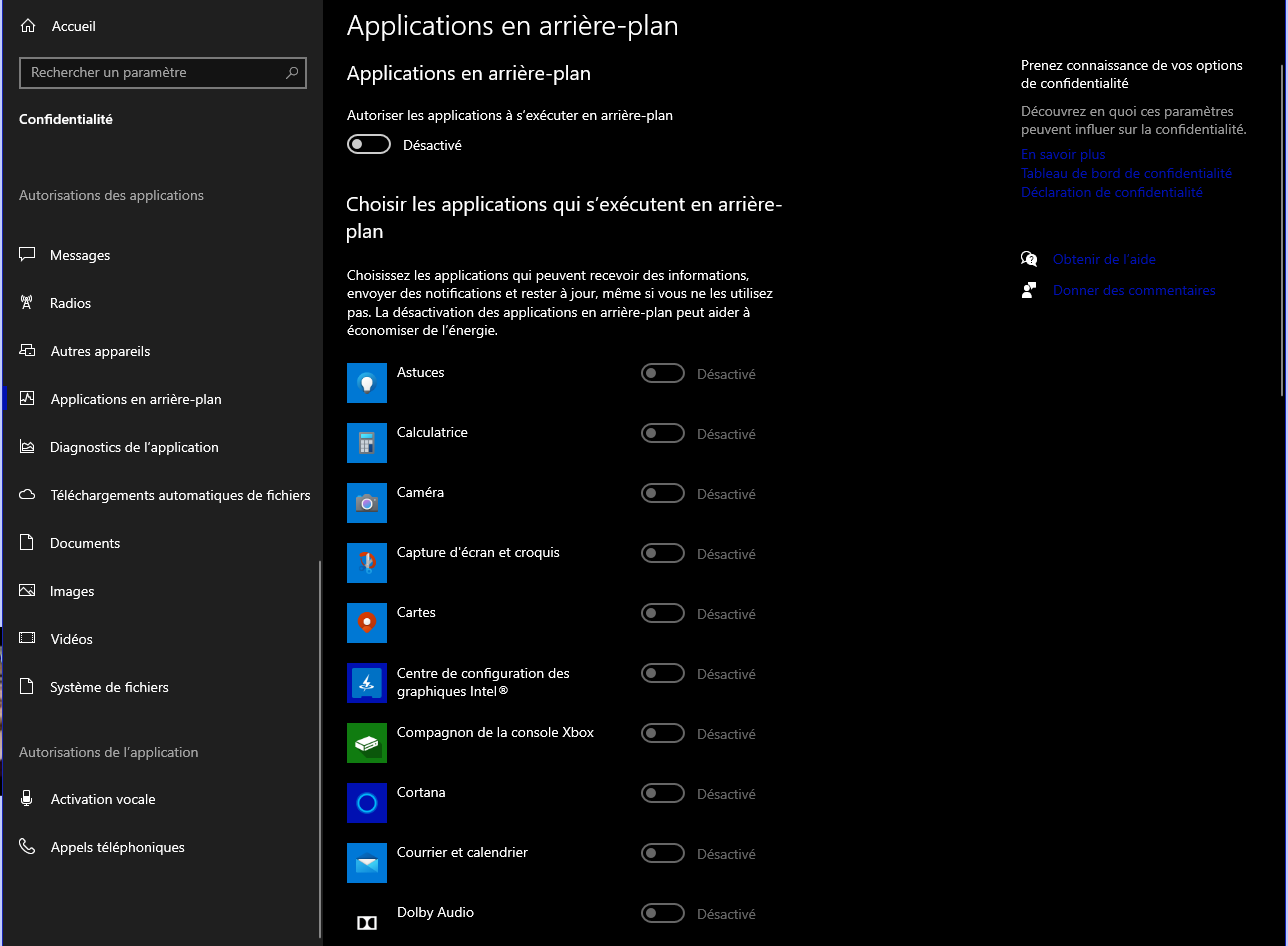 Accueil
Rechercher un paramètre
Confidentialité
Autorisations des applications
Messages
Radios
Autres appareils
Applications en arrière-plan
Diagnostics de l’application
Téléchargements automatiques de fichiers
Documents
Images
Vidéos
Système de fichiers
Autorisations de l’application
Activation vocale
Appels téléphoniques
Applications en arrière-plan
Applications en arrière-plan
Autoriser les applications à s’exécuter en arrière-plan
Désactivé
Choisir les applications qui s’exécutent en arrière-
plan
Choisissez les applications qui peuvent recevoir des informations,
envoyer des notifications et rester à jour, même si vous ne les utilisez
pas. La désactivation des applications en arrière-plan peut aider à
économiser de l’énergie.
Astuces Désactivé
Calculatrice Désactivé
Caméra Désactivé
Capture d'écran et croquis Désactivé
Cartes Désactivé
Centre de configuration des Désactivé
graphiques Intel®
Compagnon de la console Xbox Désactivé
Cortana Désactivé
Courrier et calendrier Désactivé
Dolby Audio Désactivé
Prenez connaissance de vos options
de confidentialité
Découvrez en quoi ces paramètres
peuvent influer sur la confidentialité.
En savoir plus
Tableau de bord de confidentialité
Déclaration de confidentialité
Obtenir de l’aide
Donner des commentaires